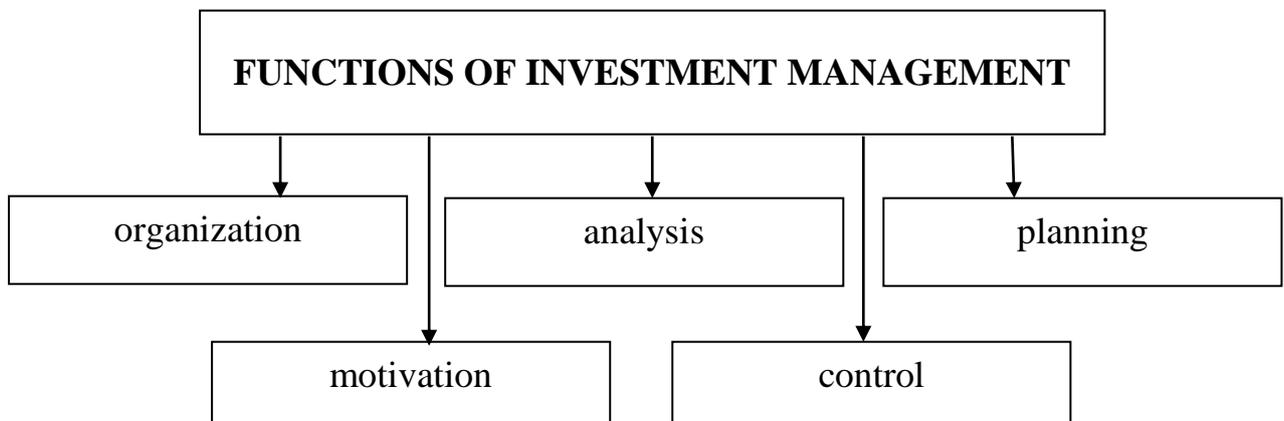 FUNCTIONS OF INVESTMENT MANAGEMENT
organization
analysis
planning
motivation
control